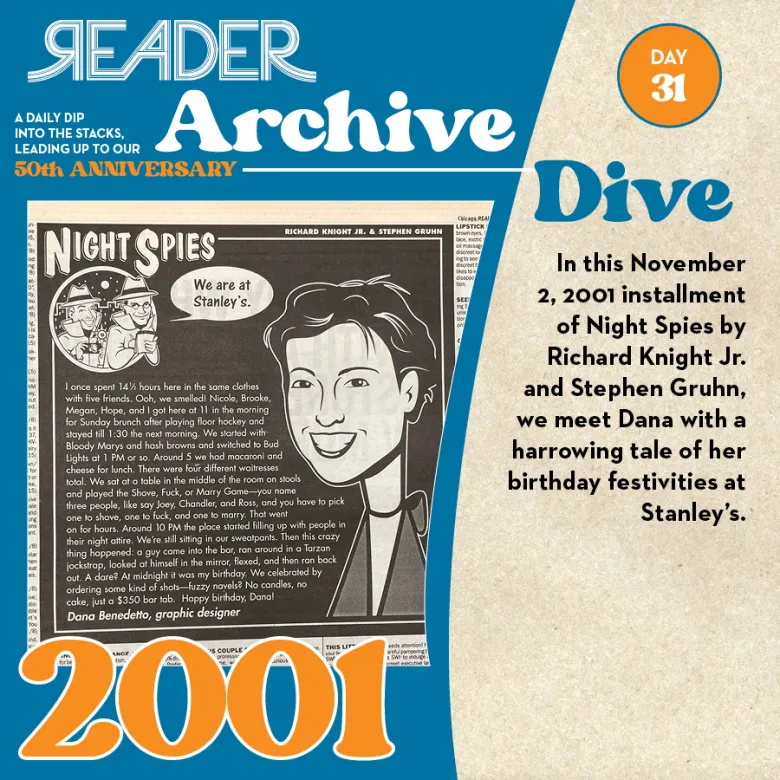 READER
Archive
Dive
DAY
31
A DAILY DIP
INTO THE STACKS,
LEADING UP TO OUR
50th ANNIVERSARY
NIGHT SPIES
RICHARD KNIGHT JR. & STEPHEN GRUHN
We are at
Stanley's.
I once spent 14½ hours here in the same clothes
with five friends. Ooh, we smelled! Nicole, Brooke,
Megan, Hope, and I got here at 11 in the morning
for Sunday brunch after playing floor hockey and
stayed till 1:30 the next morning. We started with
Bloody Marys and hash browns and switched to Bud
Lights at 1 PM or so. Around 5 we had macaroni and
cheese for lunch. There were four different waitresses
total. We sat at a table in the middle of the room on stools
and played the Shove, Fuck, or Marry Game—you name
three people, like say Joey, Chandler, and Ross, and you have to pick
one to shove, one to fuck, and one to marry. That went
on for hours. Around 10 PM the place started filling up with people in
their night attire. We're still sitting in our sweatpants. Then this crazy
thing happened: a guy came into the bar, ran around in a Tarzan
jockstrap, looked at himself in the mirror, flexed, and then ran back
out. A dare? At midnight it was my birthday. We celebrated by
ordering some kind of shots—fuzzy navels? No candles, no
cake, just a $350 bar tab. Happy birthday, Dana!
Dana Benedetto, graphic designer
2001
In this November
2, 2001 installment
of Night Spies by
Richard Knight Jr.
and Stephen Gruhn,
we meet Dana with a
harrowing tale of her
birthday festivities at
Stanley's.